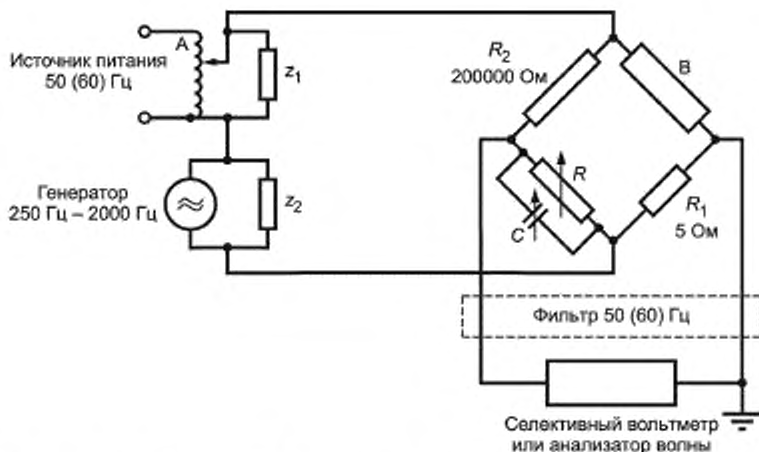 A
Источник питания
50 (60) Гц
z1
Генератор
250 Гц – 2000 Гц
z2
R2
200000 Ом
B
R
C
R1
5 Ом
Фильтр 50 (60) Гц
Селективный вольтметр
или анализатор волны